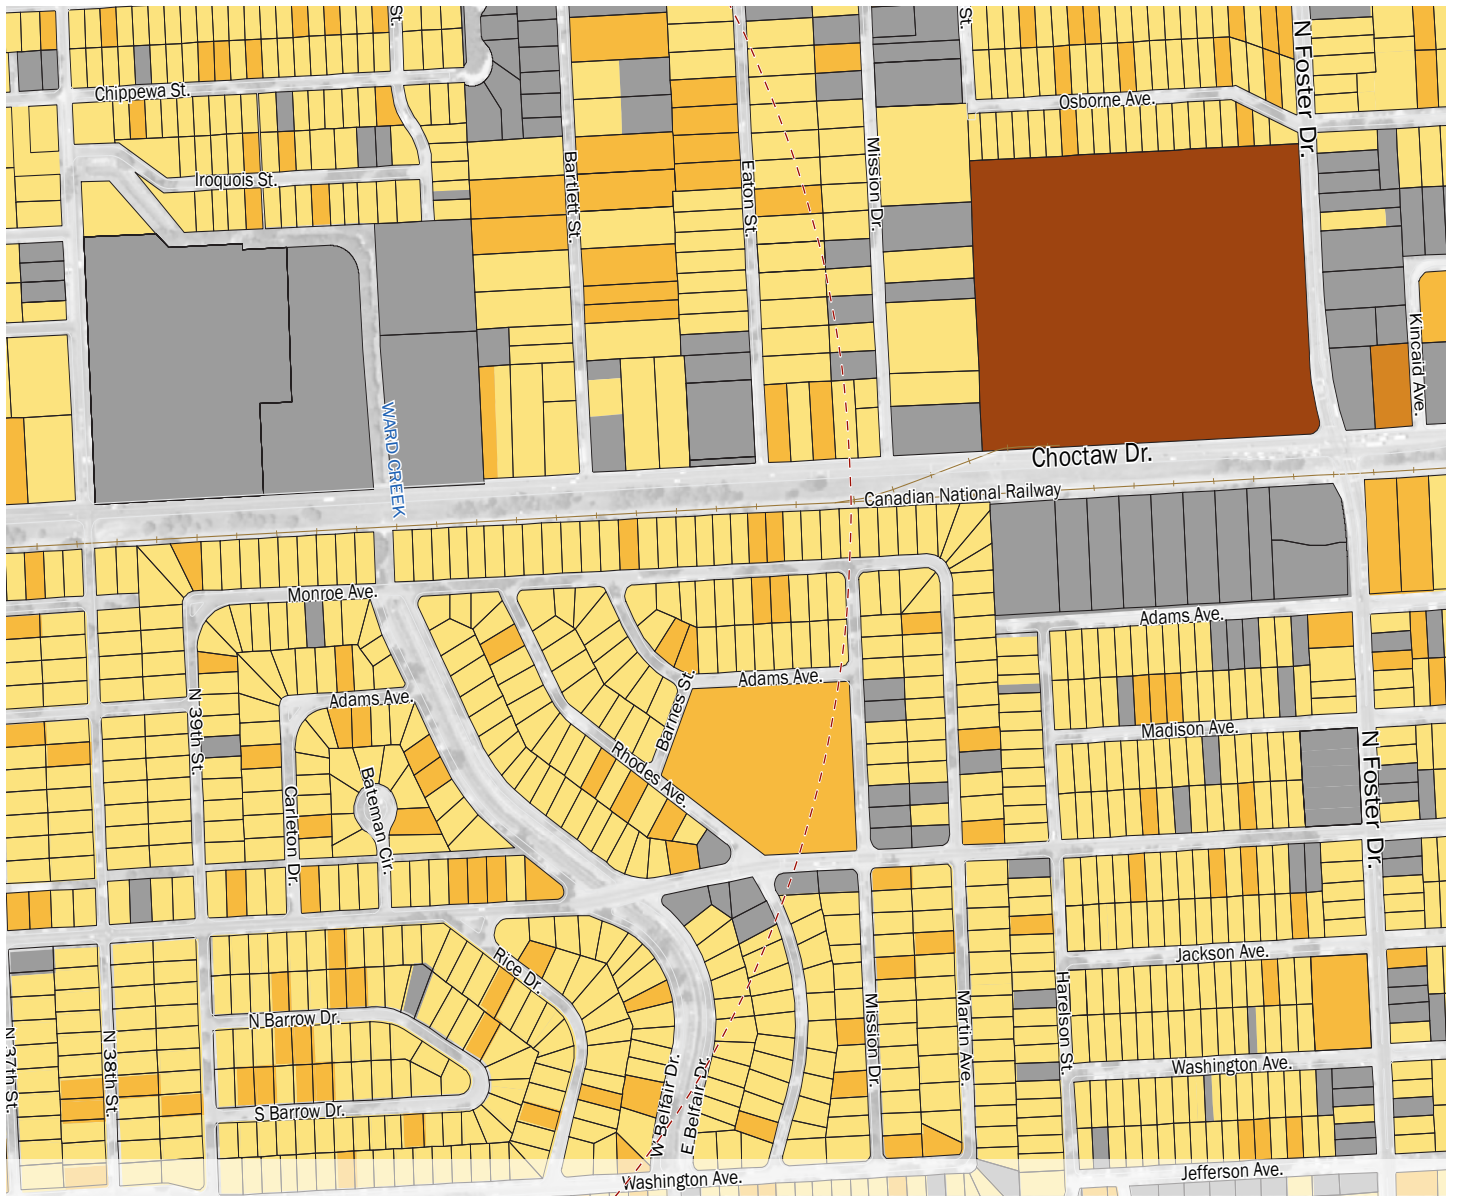 St.
St.
N Foster Dr.
Chippewa St.
Osborne Ave.
Iroquois St.
Bartlett St.
Eaton St.
Mission Dr.
Kincaid Ave.
WARD CREEK
Choctaw Dr.
Canadian National Railway
Monroe Ave.
Adams Ave.
Adams Ave.
Adams Ave.
Barnes St.
N 39th St.
Madison Ave.
Rhodes Ave.
N Foster Dr.
Bateman Cir.
Carleton Dr.
Jackson Ave.
Rice Dr.
N Barrow Dr.
Harelson St.
Mission Dr.
Martin Ave.
N 37th St.
N 38th St.
W Belfair Dr.
E Belfair Dr.
Washington Ave.
S Barrow Dr.
Jefferson Ave.
Washington Ave.